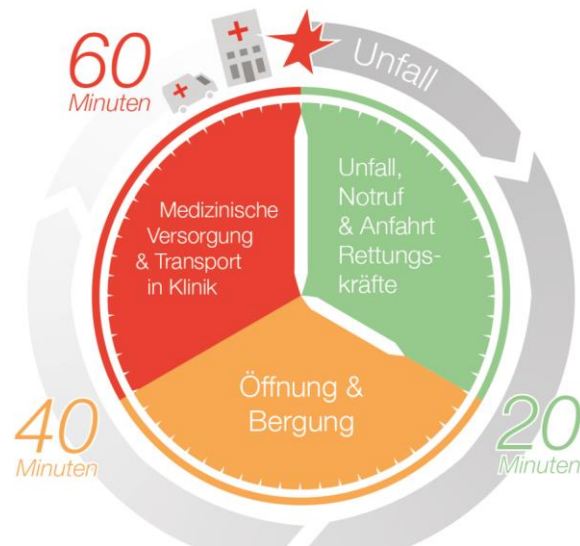 60
Minuten
Unfall
Unfall,
Notruf
& Anfahrt
Rettungs-
kräfte
Medizinische
Versorgung
& Transport
in Klinik
Öffnung &
Bergung
40
Minuten
20
Minuten